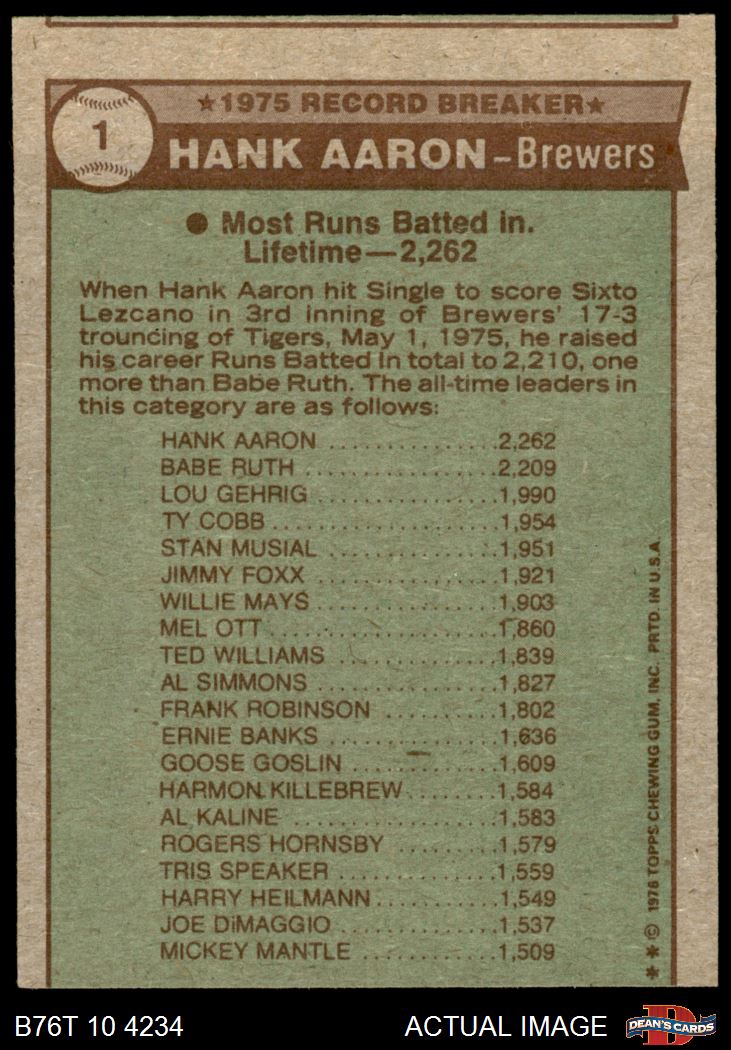 1
★1975 RECORD BREAKER★
HANK AARON–Brewers
● Most Runs Batted in.
Lifetime—2,262
When Hank Aaron hit Single to score Sixto
Lezcano in 3rd inning of Brewers' 17-3
trouncing of Tigers, May 1, 1975, he raised
his career Runs Batted In total to 2,210, one
more than Babe Ruth. The all-time leaders in
this category are as follows:
HANK AARON ..............2,262
BABE RUTH ................2,209
LOU GEHRIG ...............1,990
TY COBB ...................1,954
STAN MUSIAL ..............1,951
JIMMY FOXX ..............1,921
WILLIE MAYS ..............1,903
MEL OTT ...................1,860
TED WILLIAMS .............1,839
AL SIMMONS ..............1,827
FRANK ROBINSON .........1,802
ERNIE BANKS ..............1,636
GOOSE GOSLIN ............1,609
HARMON KILLEBREW ........1,584
AL KALINE .................1,583
ROGERS HORNSBY .........1,579
TRIS SPEAKER .............1,559
HARRY HEILMANN ..........1,549
JOE DiMAGGIO .............1,537
MICKEY MANTLE ...........1,509
* * © 1976 TOPPS CHEWING GUM, INC. PRTD. IN U.S.A.
B76T 10 4234
ACTUAL IMAGE
D
DEAN'S CARDS